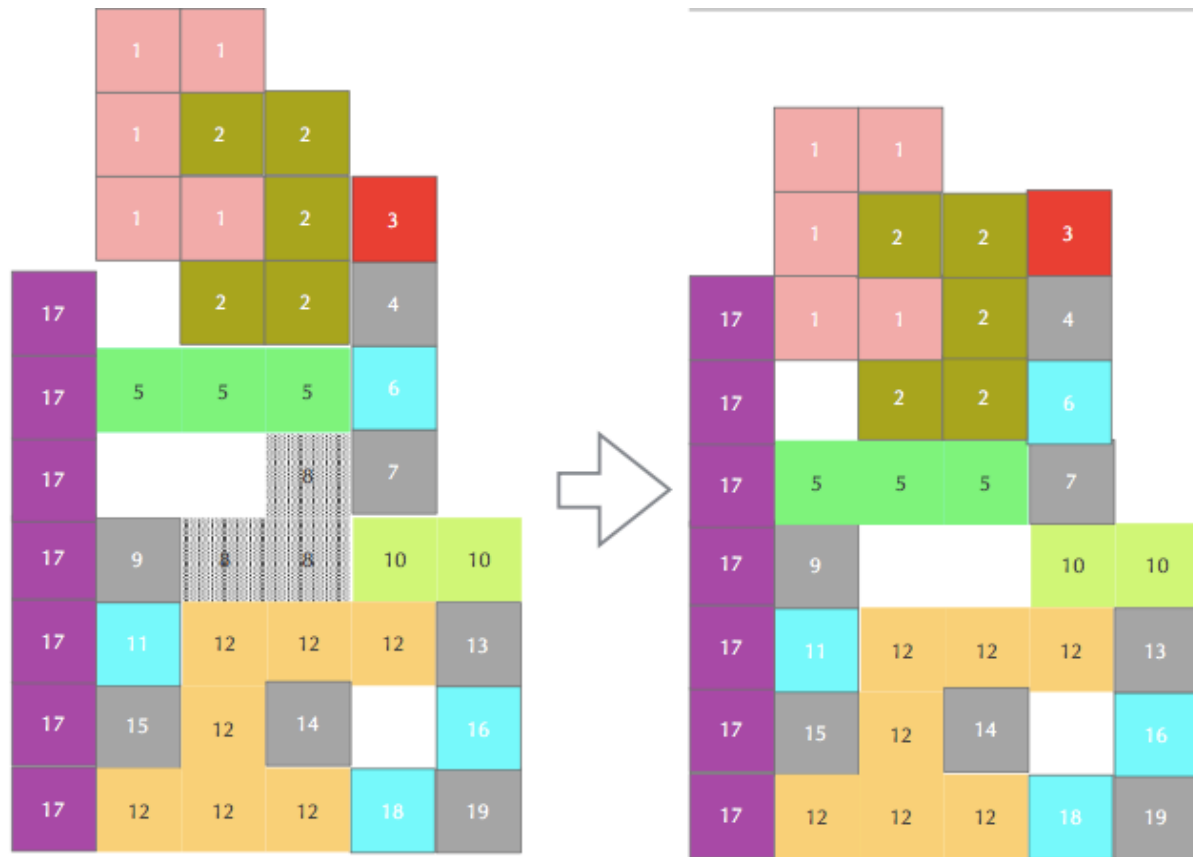 1 1
1 2 2
1 1 2 3
17 2 2 4
17 5 5 5 6
17 8 7
17 9 8 8 10 10
17 11 12 12 12 13
17 15 12 14 16
17 12 12 12 18 19
1 1
1 2 2 3
17 1 1 2 4
17 2 2 6
17 5 5 5 7
17 9 10 10
17 11 12 12 12 13
17 15 12 14 16
17 12 12 12 18 19